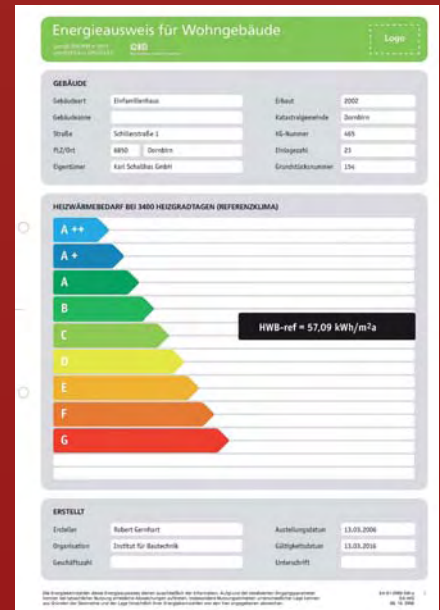 Energieausweis für Wohngebäude
Logo
GEBÄUDE
Gebäudeart Einfamilienhaus Erbaut 2002
Gebäudezone Katastralgemeinde Dornbirn
Straße Schillerstraße 1 KG-Nummer 465
PLZ/Ort 6850 Dornbirn Einlagezahl 23
Eigentümer Karl Schallhas GmbH Grundstücksnummer 154
HEIZWÄRMEBEDARF BEI 3400 HEIZGRADTAGEN (REFERENZKLIMA)
A ++
A +
A
B
HWB-ref = 57,09 kWh/m²a
C
D
E
F
G
ERSTELLT
Ersteller Robert Gernhart Austellungsdatum 13.03.2006
Organisation Institut für Bautechnik Gültigkeitsdatum 13.03.2016
Geschäftszahl Unterschrift